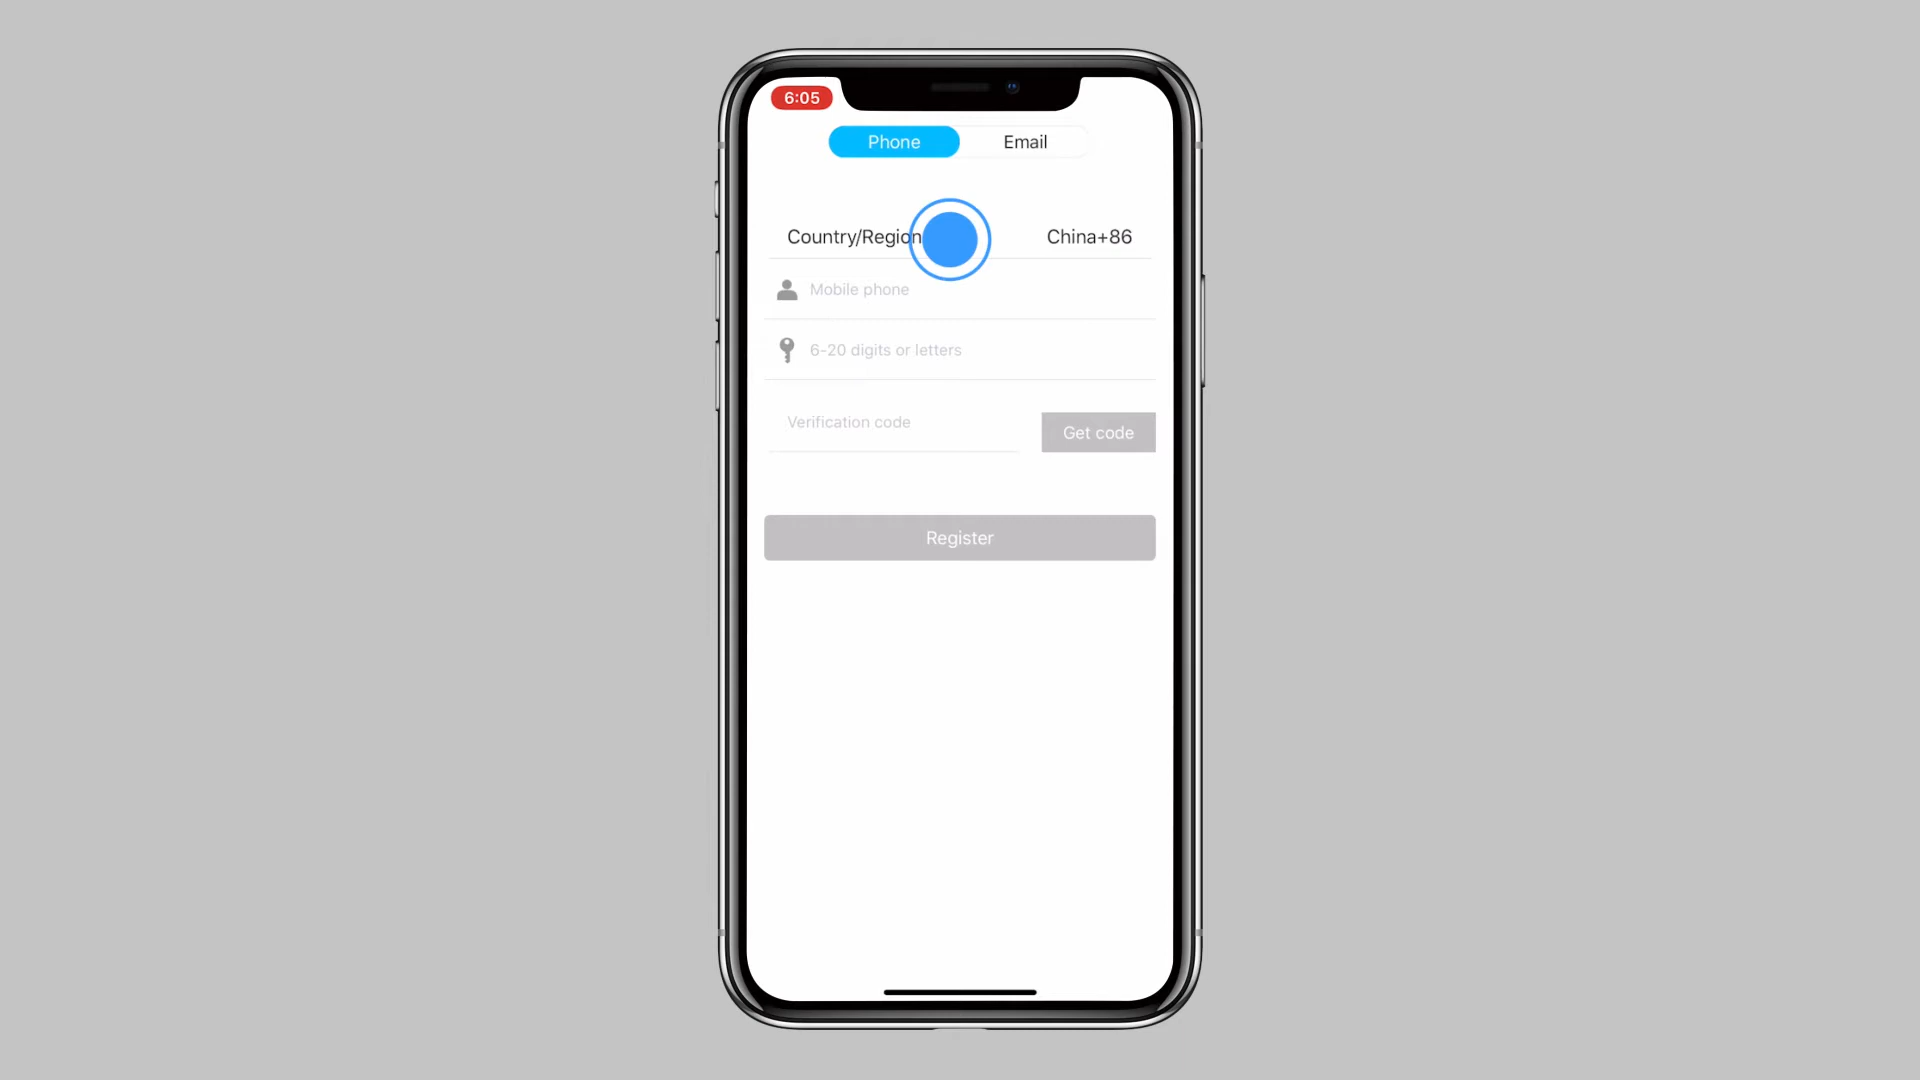 6:05
Phone Email
Country/Region China+86
Mobile phone
6-20 digits or letters
Verification code
Get code
Register